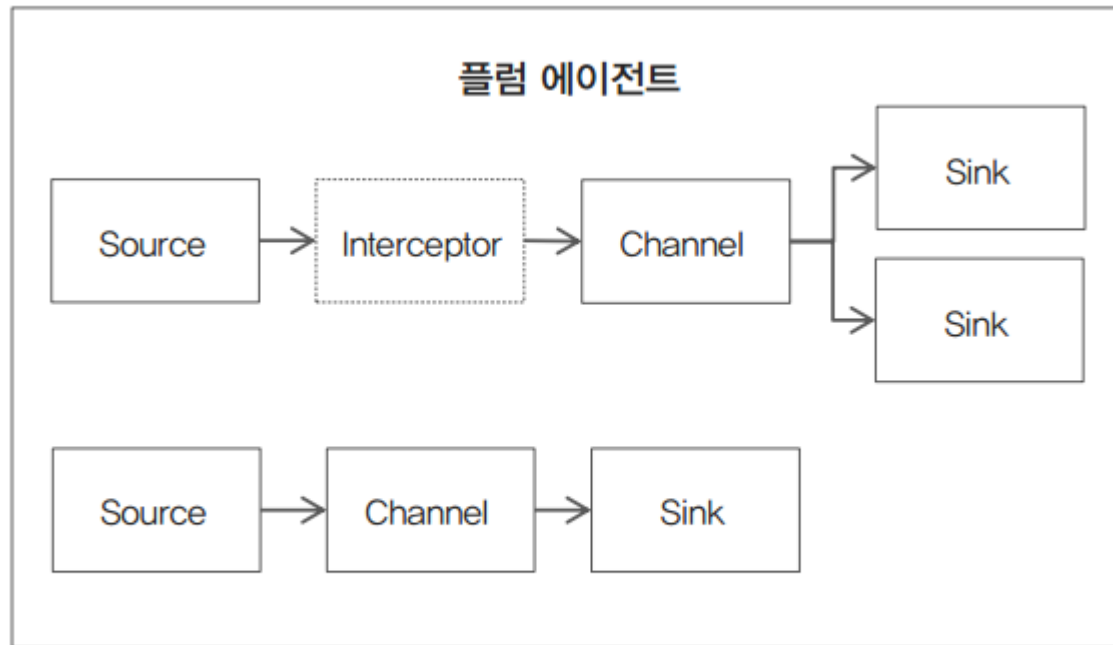 플럼 에이전트
Sink
Source
Interceptor
Channel
Sink
Source
Channel
Sink